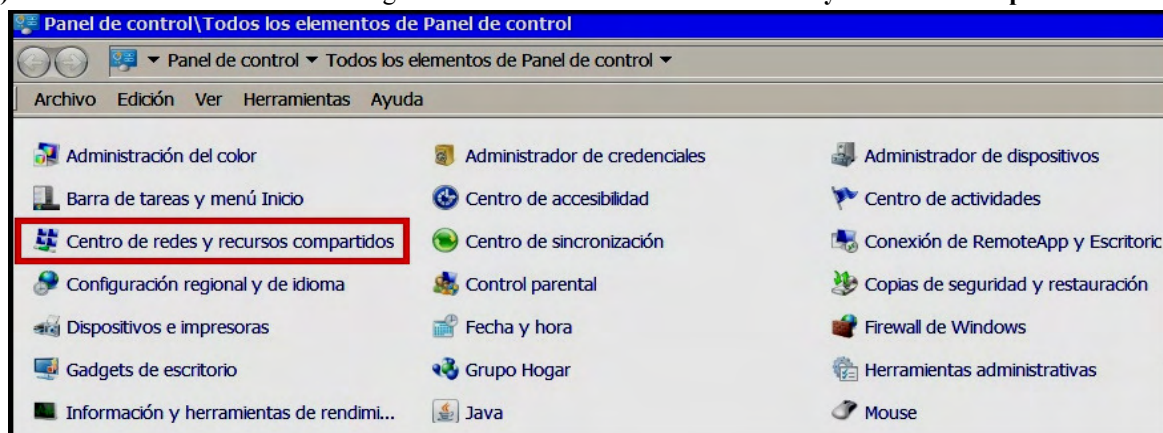 Panel de control\Todos los elementos de Panel de control
Panel de control Todos los elementos de Panel de control
Archivo Edición Ver Herramientas Ayuda
Administración del color Administrador de credenciales Administrador de dispositivos
Barra de tareas y menú Inicio Centro de accesibilidad Centro de actividades
Centro de redes y recursos compartidos Centro de sincronización Conexión de RemoteApp y Escritoric
Configuración regional y de idioma Control parental Copias de seguridad y restauración
Dispositivos e impresoras Fecha y hora Firewall de Windows
Gadgets de escritorio Grupo Hogar Herramientas administrativas
Información y herramientas de rendimi... Java Mouse